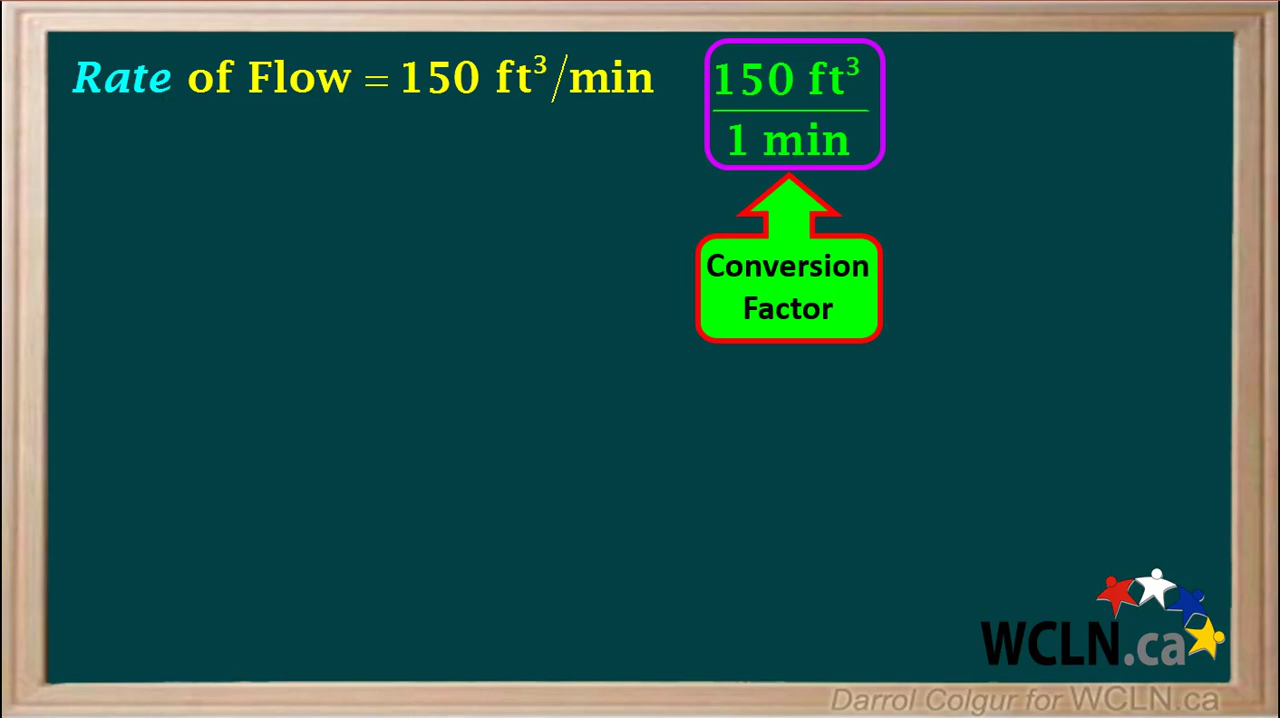 Rate of Flow = 150 ft³/min
150 ft³
1 min
Conversion
Factor
WCLN.ca
Darrol Colgur for WCLN.ca